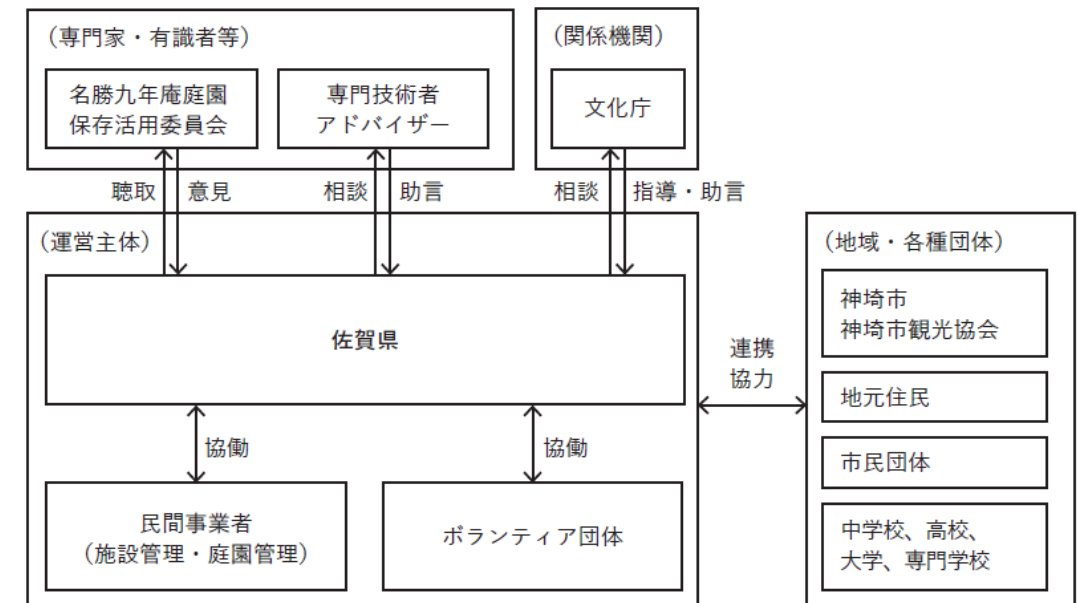 （専門家・有識者等）
名勝九年庵庭園
保存活用委員会
専門技術者
アドバイザー
（関係機関）
文化庁
聴取
意見
相談
助言
相談
指導・助言
（運営主体）
佐賀県
協働
協働
民間事業者
（施設管理・庭園管理）
ボランティア団体
連携
協力
（地域・各種団体）
神埼市
神埼市観光協会
地元住民
市民団体
中学校、高校、
大学、専門学校